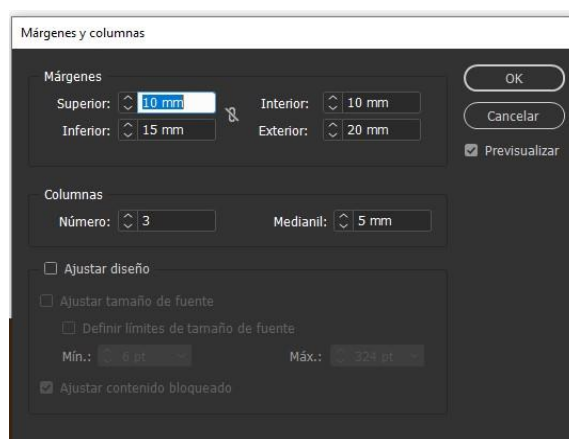 Márgenes y columnas
Márgenes
Superior: 10 mm Interior: 10 mm
Inferior: 15 mm Exterior: 20 mm
OK
Cancelar
Previsualizar
Columnas
Número: 3 Medianil: 5 mm
Ajustar diseño
Ajustar tamaño de fuente
Definir límites de tamaño de fuente
Mín.: 6 pt Máx.: 324 pt
Ajustar contenido bloqueado